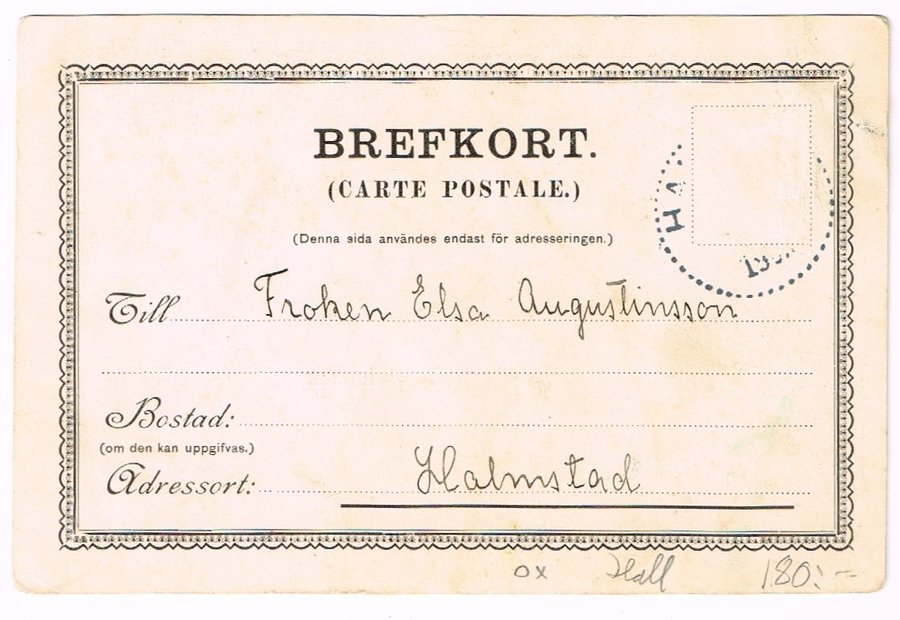 BREFKORT.
(CARTE POSTALE.)
(Denna sida användes endast för adresseringen.)
HA
Till Froken Elsa Augustinsson
Bostad:
(om den kan uppgifvas.)
Adressort: Halmstad
ox Hall 180:-